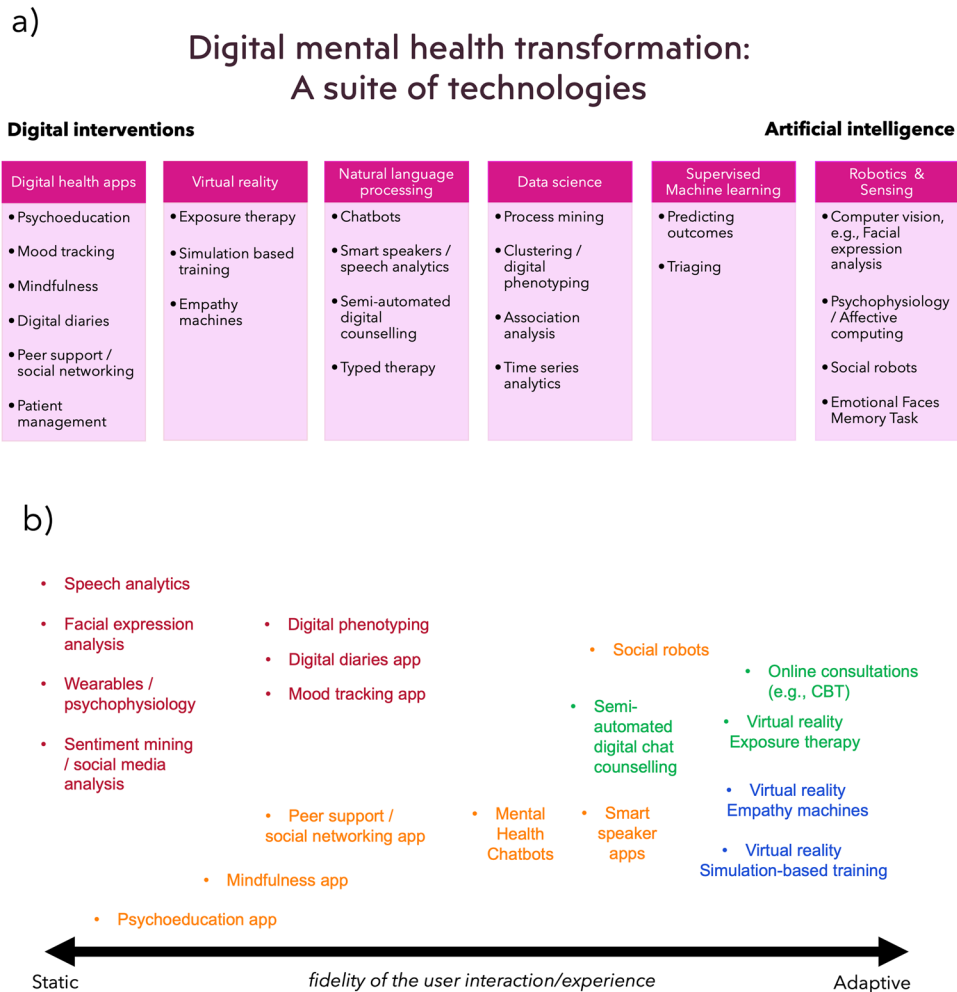 a)
Digital mental health transformation:
A suite of technologies
Digital interventions
Artificial intelligence
Digital health apps
• Psychoeducation
• Mood tracking
• Mindfulness
• Digital diaries
• Peer support /
social networking
• Patient
management
Virtual reality
• Exposure therapy
• Simulation based
training
• Empathy
machines
Natural language
processing
• Chatbots
• Smart speakers /
speech analytics
• Semi-automated
digital
counselling
• Typed therapy
Data science
• Process mining
• Clustering /
digital
phenotyping
• Association
analysis
• Time series
analytics
Supervised
Machine learning
• Predicting
outcomes
• Triaging
Robotics &
Sensing
• Computer vision,
e.g., Facial
expression
analysis
• Psychophysiology
/ Affective
computing
• Social robots
• Emotional Faces
Memory Task
b)
• Speech analytics
• Facial expression
analysis
• Wearables /
psychophysiology
• Sentiment mining
/ social media
analysis
• Digital phenotyping
• Digital diaries app
• Mood tracking app
• Social robots
• Online consultations
(e.g., CBT)
• Semi-
automated
digital chat
counselling
• Virtual reality
Exposure therapy
• Virtual reality
Empathy machines
• Peer support /
social networking app
• Mental
Health
Chatbots
• Smart
speaker
apps
• Virtual reality
Simulation-based training
• Mindfulness app
• Psychoeducation app
Static
fidelity of the user interaction/experience
Adaptive